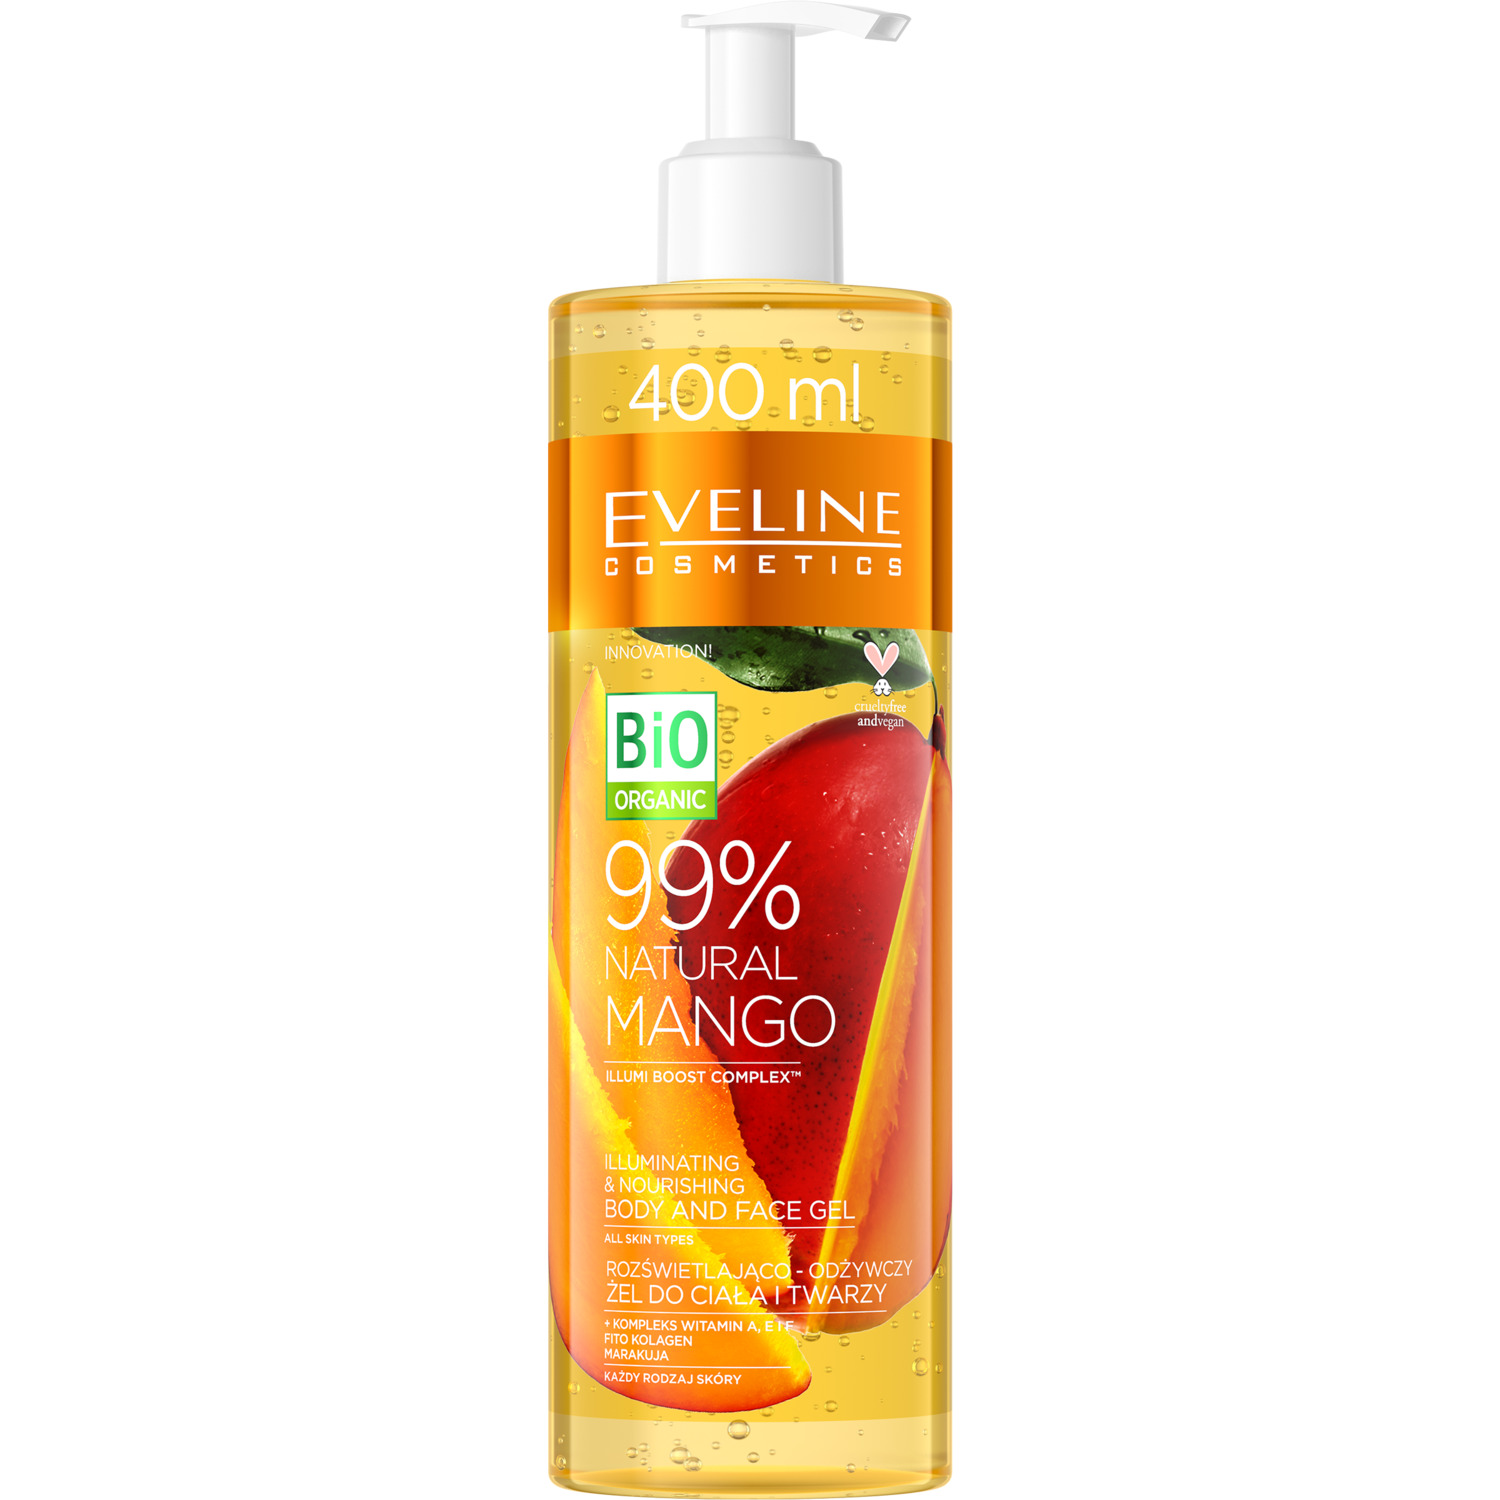 400 ml
EVELINE
COSMETICS
INNOVATION!
crueltyfree
andvegan
BiO
ORGANIC
99%
NATURAL
MANGO
ILLUMI BOOST COMPLEX™
ILLUMINATING
& NOURISHING
BODY AND FACE GEL
ALL SKIN TYPES
ROZŚWIETLAJĄCO - ODŻYWCZY
ŻEL DO CIAŁA I TWARZY
+ KOMPLEKS WITAMIN A, E I F
FITO KOLAGEN
MARAKUJA
KAŻDY RODZAJ SKÓRY